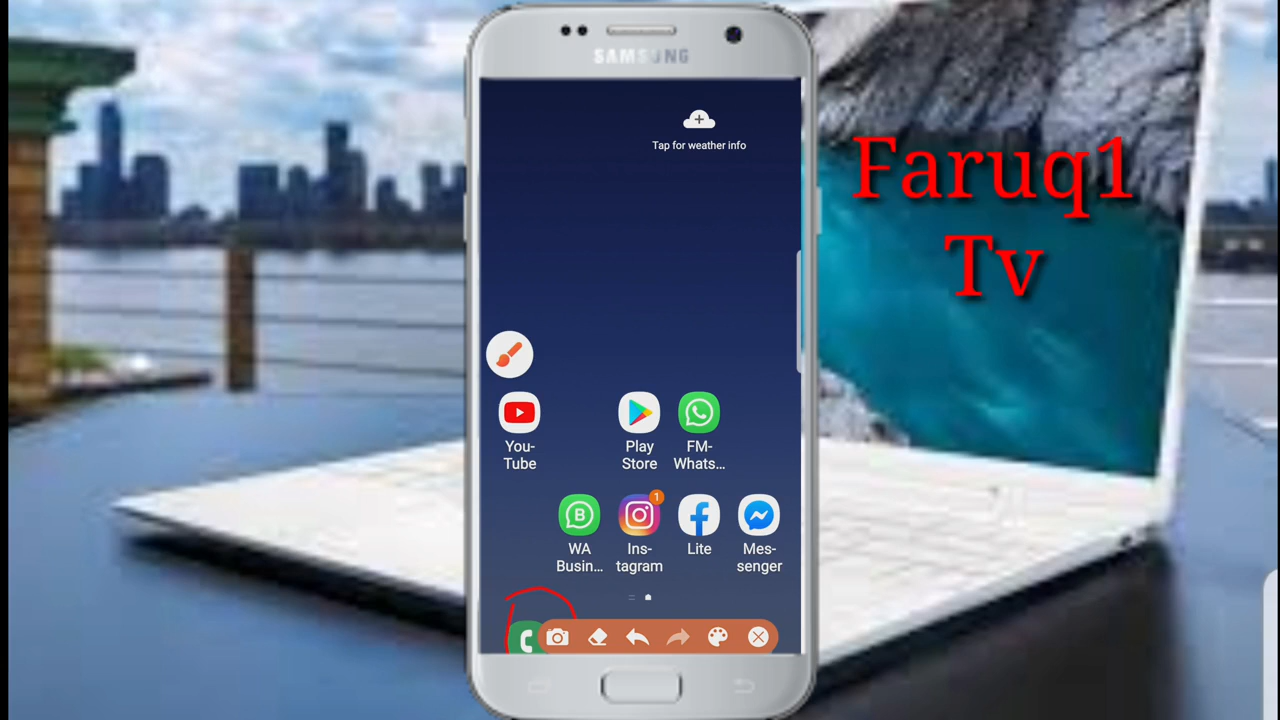 SAMSUNG
Tap for weather info
Faruq1
Tv
You-
Tube
Play
Store
FM-
Whats...
B
1
WA
Busin...
Ins-
tagram
Lite
Mes-
senger